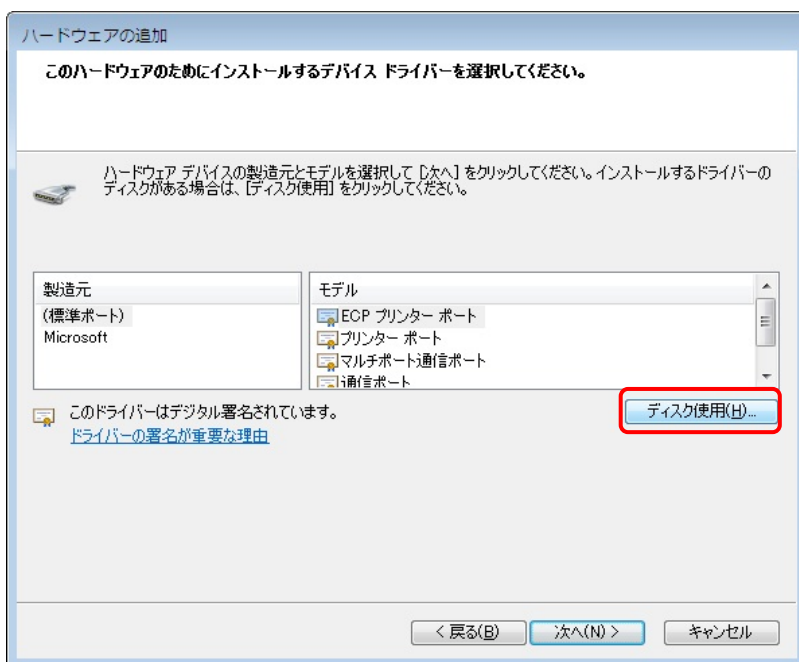 ハードウェアの追加
このハードウェアのためにインストールするデバイス ドライバーを選択してください。
ハードウェア デバイスの製造元とモデルを選択して [次へ] をクリックしてください。インストールするドライバーの
ディスクがある場合は、[ディスク使用] をクリックしてください。
製造元
(標準ポート)
Microsoft
モデル
ECP プリンター ポート
プリンター ポート
マルチポート通信ポート
通信ポート
このドライバーはデジタル署名されています。
ドライバーの署名が重要な理由
ディスク使用(H)...
< 戻る(B)
次へ(N) >
キャンセル